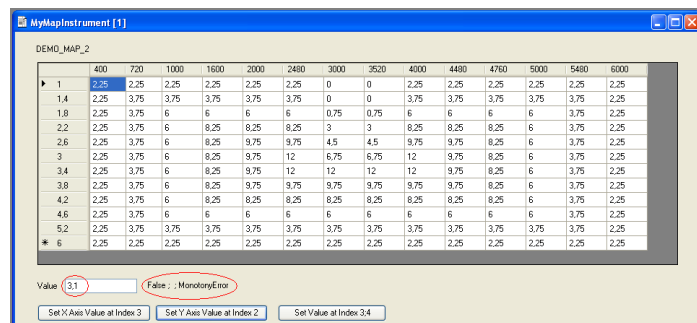 MyMapInstrument [1]
DEMO_MAP_2
400 720 1000 1600 2000 2480 3000 3520 4000 4480 4760 5000 5480 6000
1 2,25 2,25 2,25 2,25 2,25 2,25 0 0 2,25 2,25 2,25 2,25 2,25 2,25
1,4 2,25 3,75 3,75 3,75 3,75 3,75 0 0 3,75 3,75 3,75 3,75 3,75 2,25
1,8 2,25 3,75 6 6 6 6 0,75 0,75 6 6 6 6 3,75 2,25
2,2 2,25 3,75 6 8,25 8,25 8,25 3 3 8,25 8,25 8,25 6 3,75 2,25
2,6 2,25 3,75 6 8,25 9,75 9,75 4,5 4,5 9,75 9,75 8,25 6 3,75 2,25
3 2,25 3,75 6 8,25 9,75 12 6,75 6,75 12 9,75 8,25 6 3,75 2,25
3,4 2,25 3,75 6 8,25 9,75 12 12 12 12 9,75 8,25 6 3,75 2,25
3,8 2,25 3,75 6 8,25 9,75 9,75 9,75 9,75 9,75 9,75 8,25 6 3,75 2,25
4,2 2,25 3,75 6 8,25 8,25 8,25 8,25 8,25 8,25 8,25 8,25 6 3,75 2,25
4,6 2,25 3,75 6 6 6 6 6 6 6 6 6 6 3,75 2,25
5,2 2,25 3,75 3,75 3,75 3,75 3,75 3,75 3,75 3,75 3,75 3,75 3,75 3,75 2,25
6 2,25 2,25 2,25 2,25 2,25 2,25 2,25 2,25 2,25 2,25 2,25 2,25 2,25 2,25
Value 3,1 False ; ; MonotonyError
Set X Axis Value at Index 3 Set Y Axis Value at Index 2 Set Value at Index 3;4